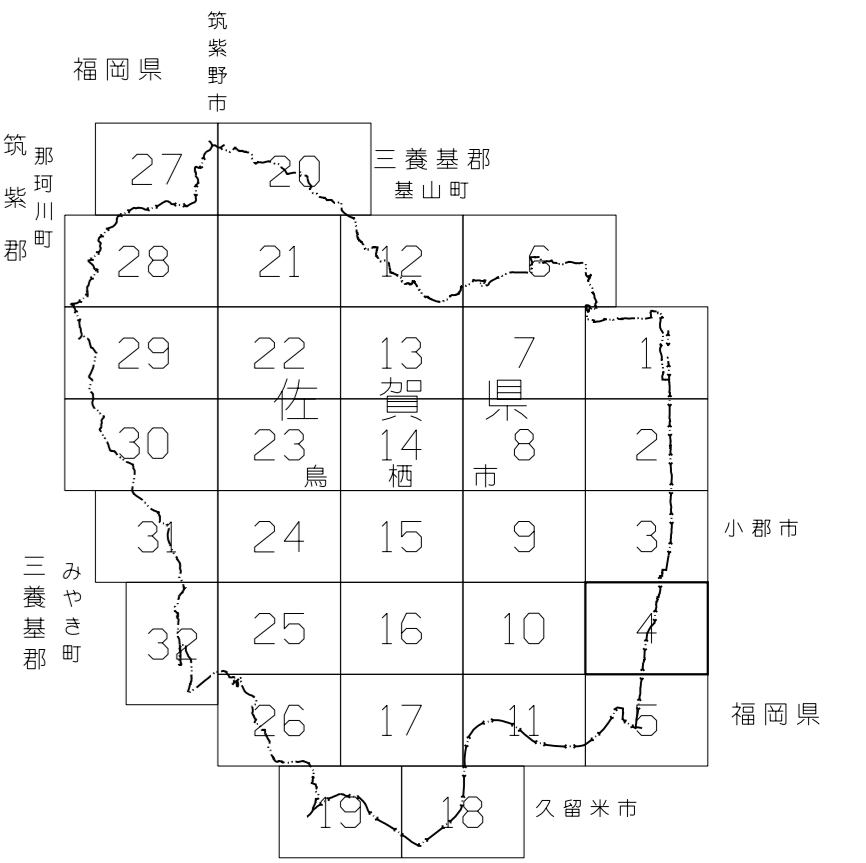 筑紫野市
福岡県
筑紫郡
那珂川町
27 20
三養基郡
基山町
28 21 12 6
29 22 13 7 1
佐賀県
30 23 14 8 2
鳥栖市
31 24 15 9 3
小郡市
三養基郡
みやき町
32 25 16 10 4
26 17 11 5
福岡県
19 18
久留米市